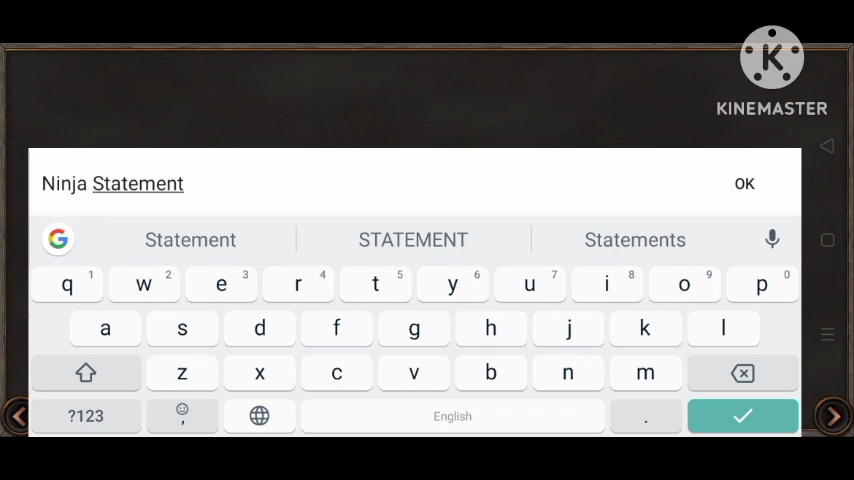 KINEMASTER
Ninja Statement OK
Statement STATEMENT Statements
q 1 w 2 e 3 r 4 t 5 y 6 u 7 i 8 o 9 p 0
a s d f g h j k l
z x c v b n m
?123 , English .